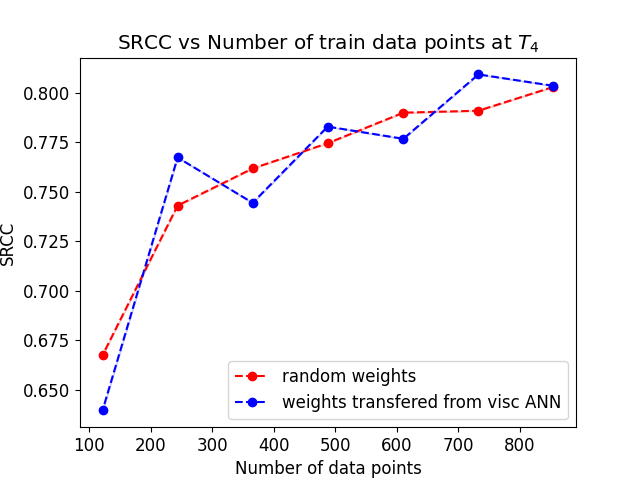 SRCC vs Number of train data points at $T_4$
SRCC
0.800
0.775
0.750
0.725
0.700
0.675
0.650
random weights
weights transfered from visc ANN
100 200 300 400 500 600 700 800
Number of data points